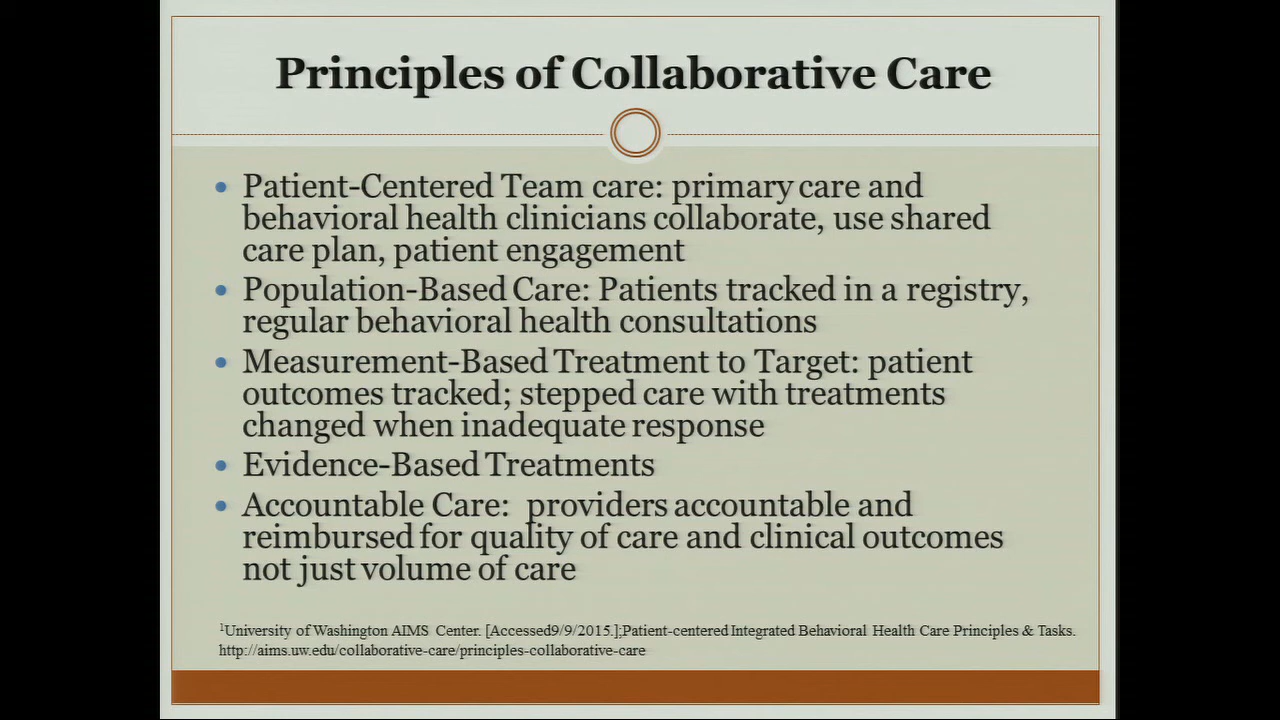 Principles of Collaborative Care
• Patient-Centered Team care: primary care and
behavioral health clinicians collaborate, use shared
care plan, patient engagement
• Population-Based Care: Patients tracked in a registry,
regular behavioral health consultations
• Measurement-Based Treatment to Target: patient
outcomes tracked; stepped care with treatments
changed when inadequate response
• Evidence-Based Treatments
• Accountable Care:  providers accountable and
reimbursed for quality of care and clinical outcomes
not just volume of care
¹University of Washington AIMS Center. [Accessed9/9/2015.];Patient-centered Integrated Behavioral Health Care Principles & Tasks.
http://aims.uw.edu/collaborative-care/principles-collaborative-care